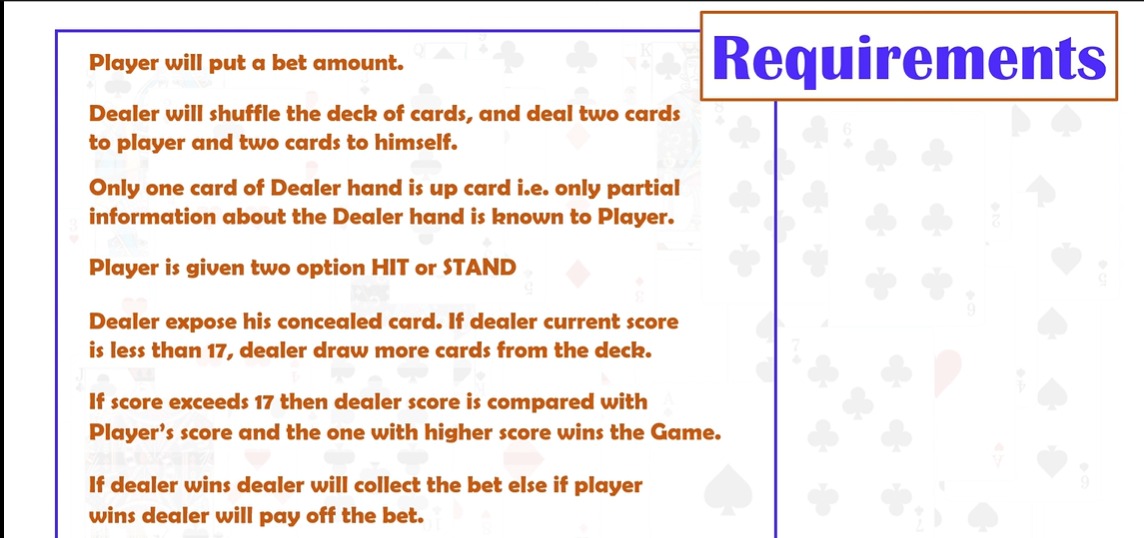 Requirements
Player will put a bet amount.
Dealer will shuffle the deck of cards, and deal two cards
to player and two cards to himself.
Only one card of Dealer hand is up card i.e. only partial
information about the Dealer hand is known to Player.
Player is given two option HIT or STAND
Dealer expose his concealed card. If dealer current score
is less than 17, dealer draw more cards from the deck.
If score exceeds 17 then dealer score is compared with
Player's score and the one with higher score wins the Game.
If dealer wins dealer will collect the bet else if player
wins dealer will pay off the bet.